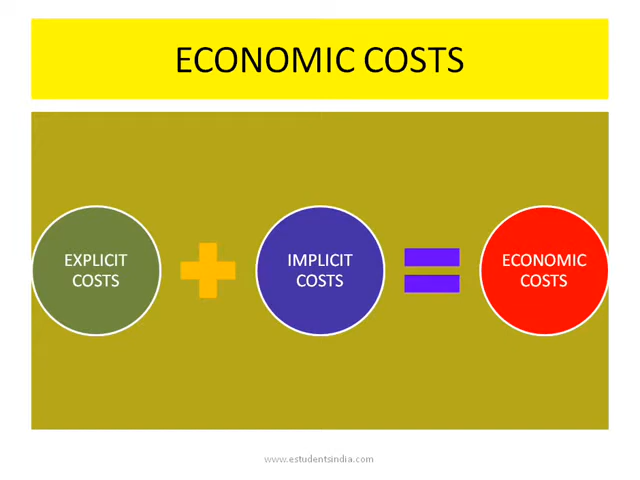 ECONOMIC COSTS
EXPLICIT
COSTS
IMPLICIT
COSTS
ECONOMIC
COSTS
www.estudentsindia.com